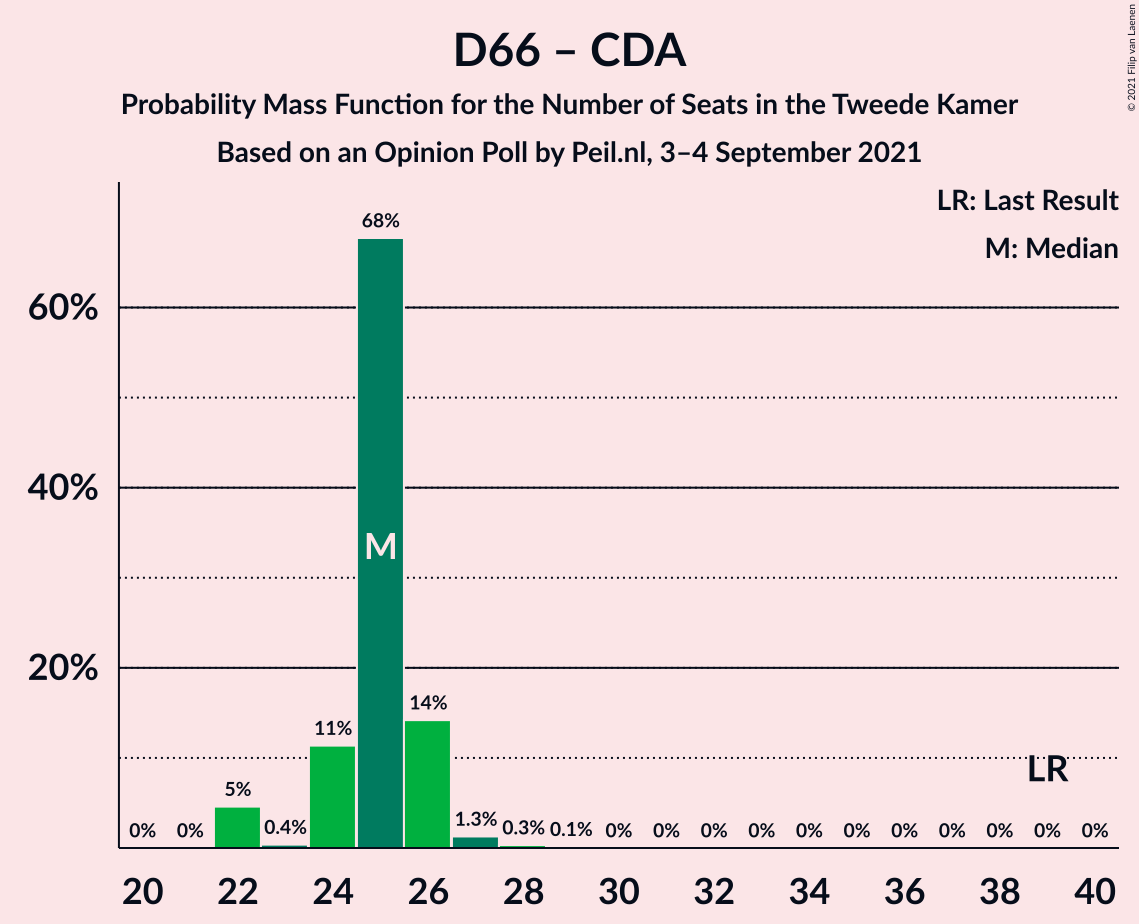 D66 – CDA
Probability Mass Function for the Number of Seats in the Tweede Kamer
Based on an Opinion Poll by Peil.nl, 3–4 September 2021
© 2021 Filip van Laenen
LR: Last Result
M: Median
68%
60%
40%
M
20%
14%
11%
LR
5%
0% 0% 0.4% 1.3% 0.3% 0.1% 0% 0% 0% 0% 0% 0% 0% 0% 0% 0% 0%
20 22 24 26 28 30 32 34 36 38 40